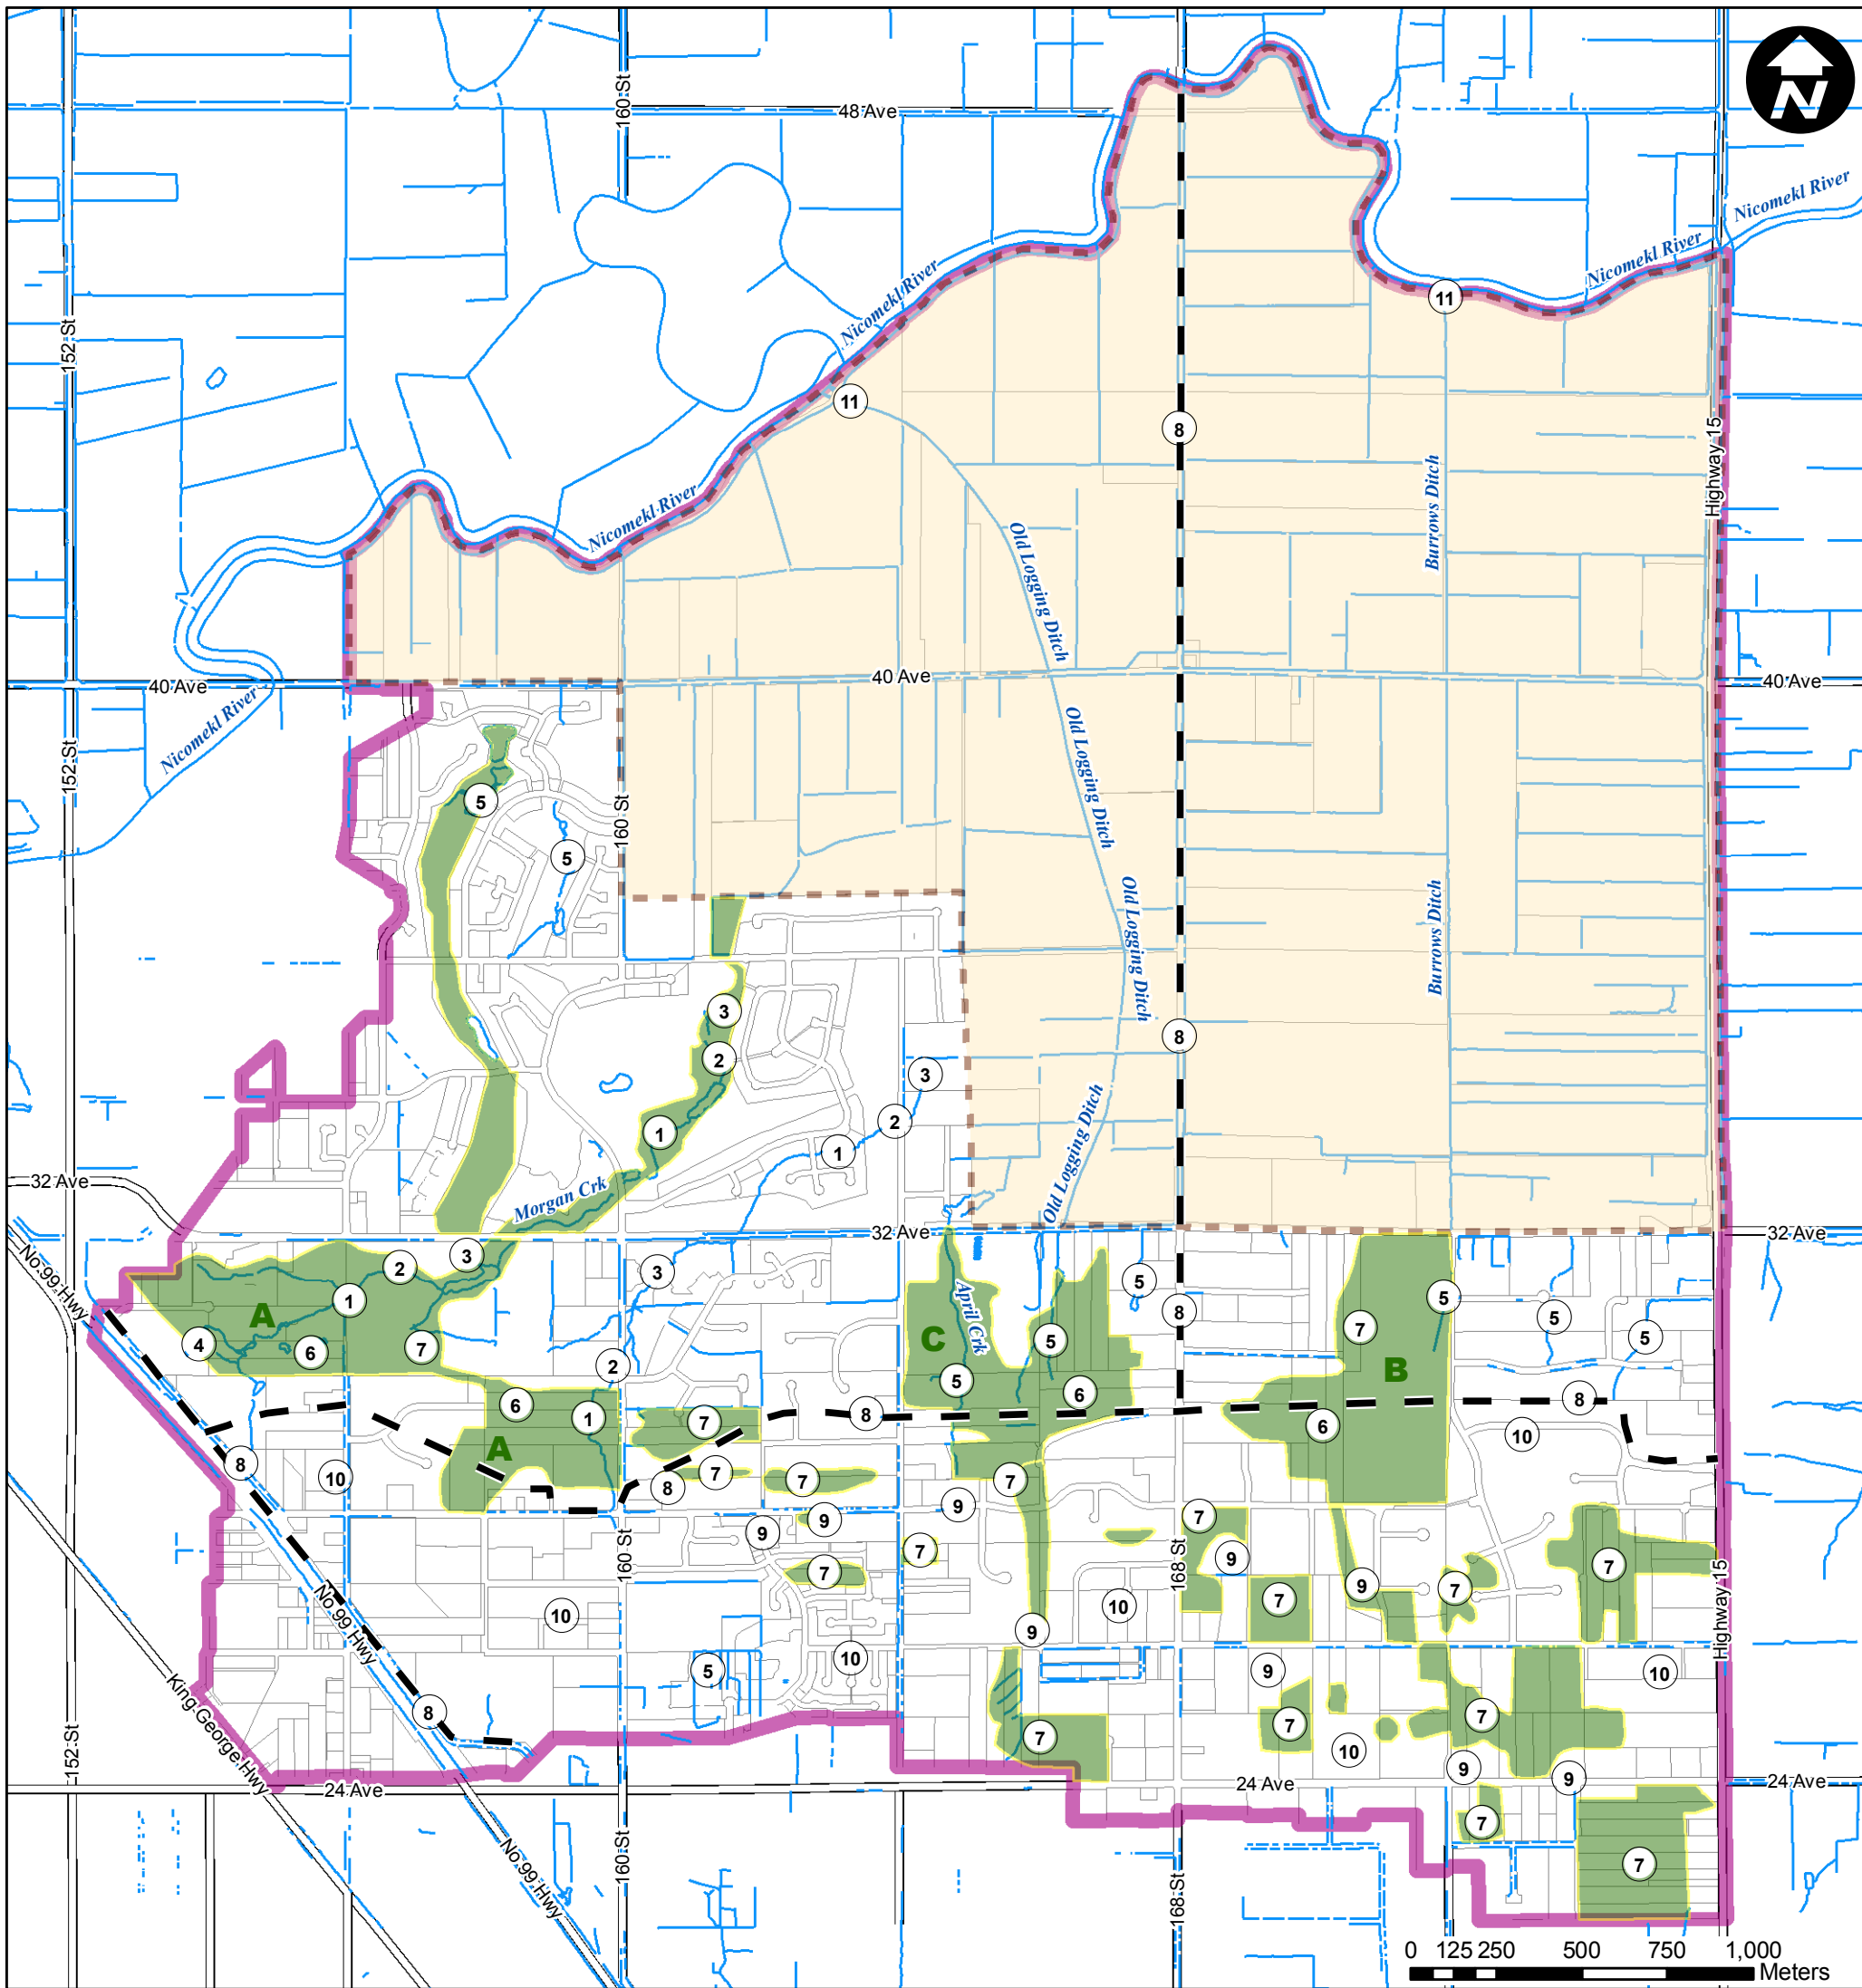 N
48 Ave
160 St
Nicomekl River
Nicomekl River
Nicomekl River
11
152 St
11
8
Highway 15
Burrows Ditch
Nicomekl River
Old Logging Ditch
40 Ave
40 Ave
40 Ave
Nicomekl River
152 St
Old Logging Ditch
5
160 St
5
Old Logging Ditch
Burrows Ditch
3
8
2
3
2
1
1
Old Logging Ditch
32 Ave
Morgan Crk
32 Ave
32 Ave
No 99 Hwy
3
2
3
5
5
1
A
8
April Crk
7
5
5
4
6
7
C
5
2
B
5
6
6
8
1
7
8
6
10
A
8
10
7
7
7
8
9
9
7
9
7
9
7
7
160 St
168 St
7
9
7
7
Highway 15
No 99 Hwy
10
10
9
10
5
9
10
King George Hwy
8
7
7
7
152 St
10
9
9
24 Ave
24 Ave
24 Ave
7
160 St
No 99 Hwy
168 St
7
0 125 250 500 750 1,000
Meters